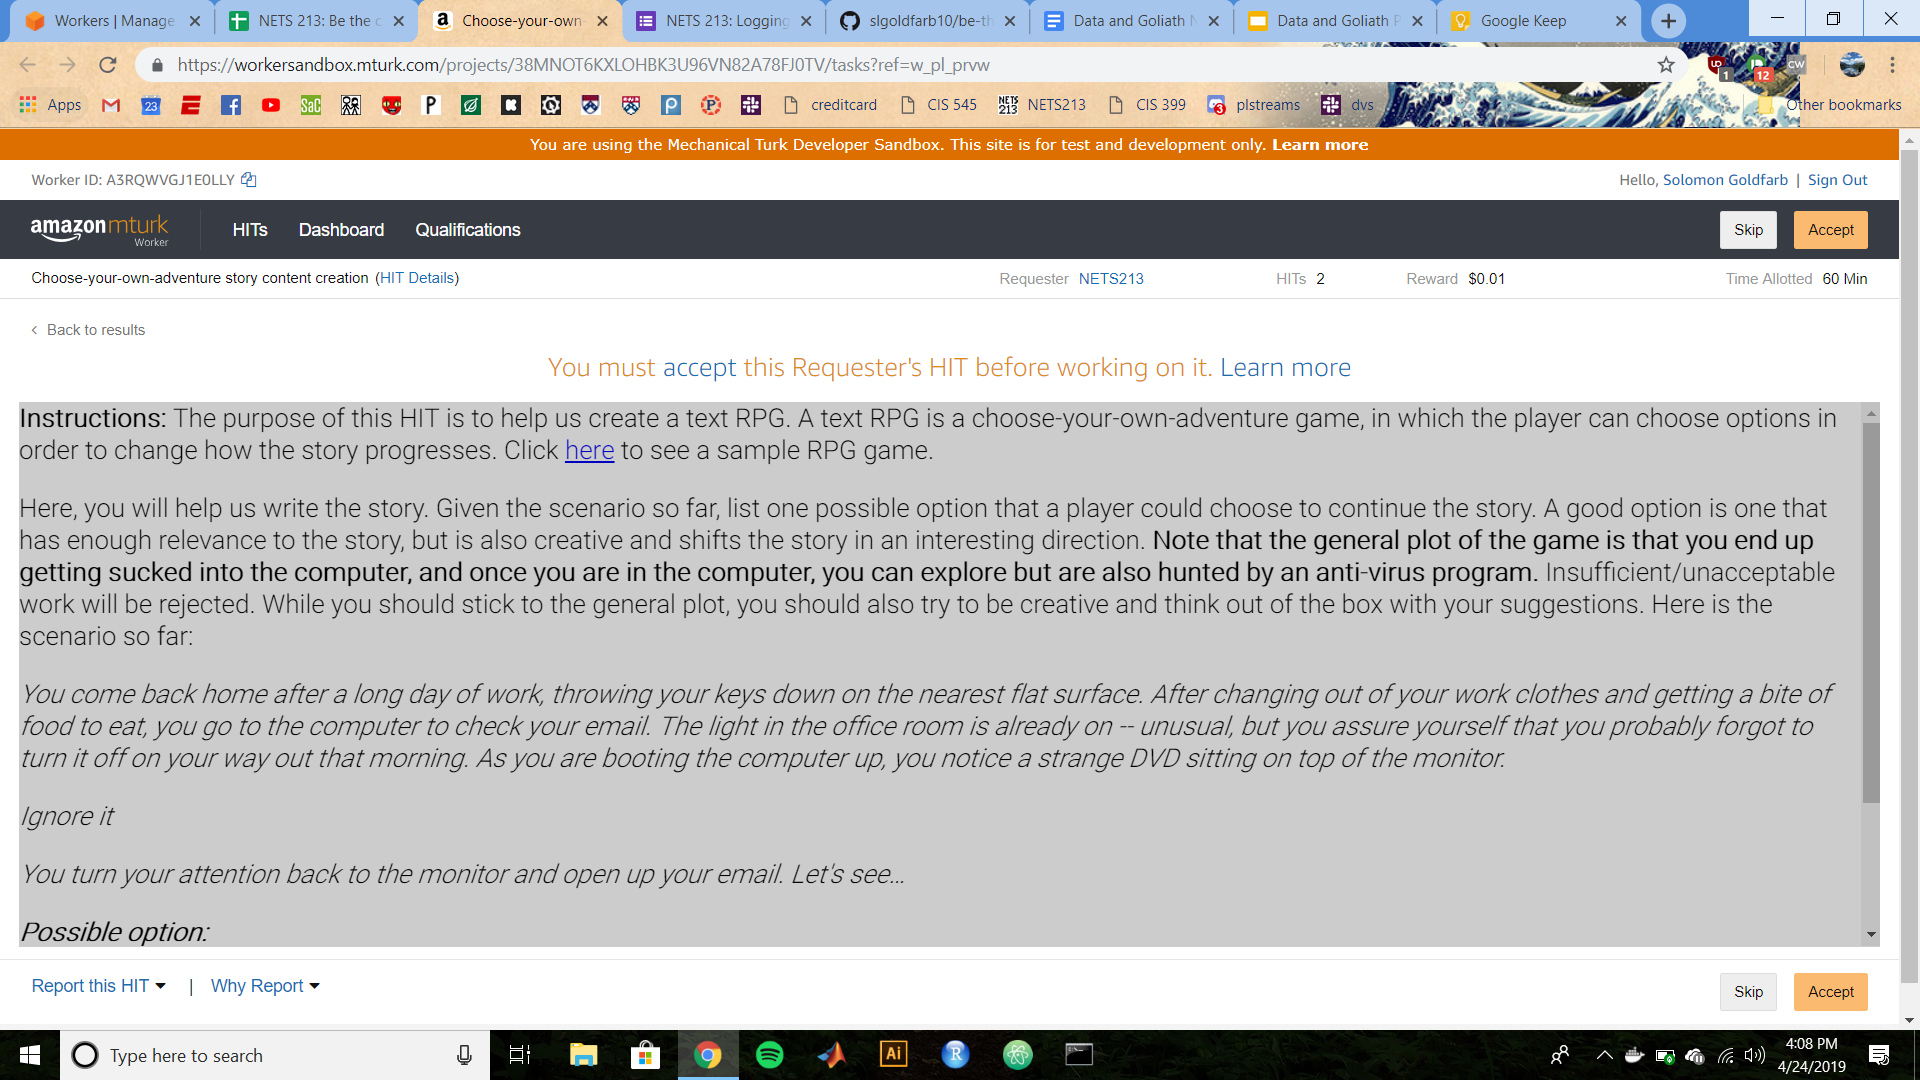 Workers | Manage
NETS 213: Be the c
Choose-your-own-
NETS 213: Logging
slgoldfarb10/be-th
Data and Goliath N
Data and Goliath P
Google Keep
https://workersandbox.mturk.com/projects/38MNOT6KXLOHBK3U96VN82A78FJ0TV/tasks?ref=w_pl_prvw
1 12 CW
Apps 23 SaC P creditcard CIS 545 NETS 213 NETS213 CIS 399 3 plstreams dvs Other bookmarks
You are using the Mechanical Turk Developer Sandbox. This site is for test and development only. Learn more
Worker ID: A3RQWVGJ1E0LLY
Hello, Solomon Goldfarb | Sign Out
amazonmturk
Worker
HITs Dashboard Qualifications
Skip Accept
Choose-your-own-adventure story content creation (HIT Details)
Requester NETS213 HITs 2 Reward $0.01 Time Allotted 60 Min
Back to results
You must accept this Requester's HIT before working on it. Learn more
Instructions: The purpose of this HIT is to help us create a text RPG. A text RPG is a choose-your-own-adventure game, in which the player can choose options in
order to change how the story progresses. Click here to see a sample RPG game.
Here, you will help us write the story. Given the scenario so far, list one possible option that a player could choose to continue the story. A good option is one that
has enough relevance to the story, but is also creative and shifts the story in an interesting direction. Note that the general plot of the game is that you end up
getting sucked into the computer, and once you are in the computer, you can explore but are also hunted by an anti-virus program. Insufficient/unacceptable
work will be rejected. While you should stick to the general plot, you should also try to be creative and think out of the box with your suggestions. Here is the
scenario so far:
You come back home after a long day of work, throwing your keys down on the nearest flat surface. After changing out of your work clothes and getting a bite of
food to eat, you go to the computer to check your email. The light in the office room is already on -- unusual, but you assure yourself that you probably forgot to
turn it off on your way out that morning. As you are booting the computer up, you notice a strange DVD sitting on top of the monitor.
Ignore it
You turn your attention back to the monitor and open up your email. Let's see...
Possible option:
Report this HIT | Why Report
Skip Accept
Type here to search
Ai R
4:08 PM
4/24/2019